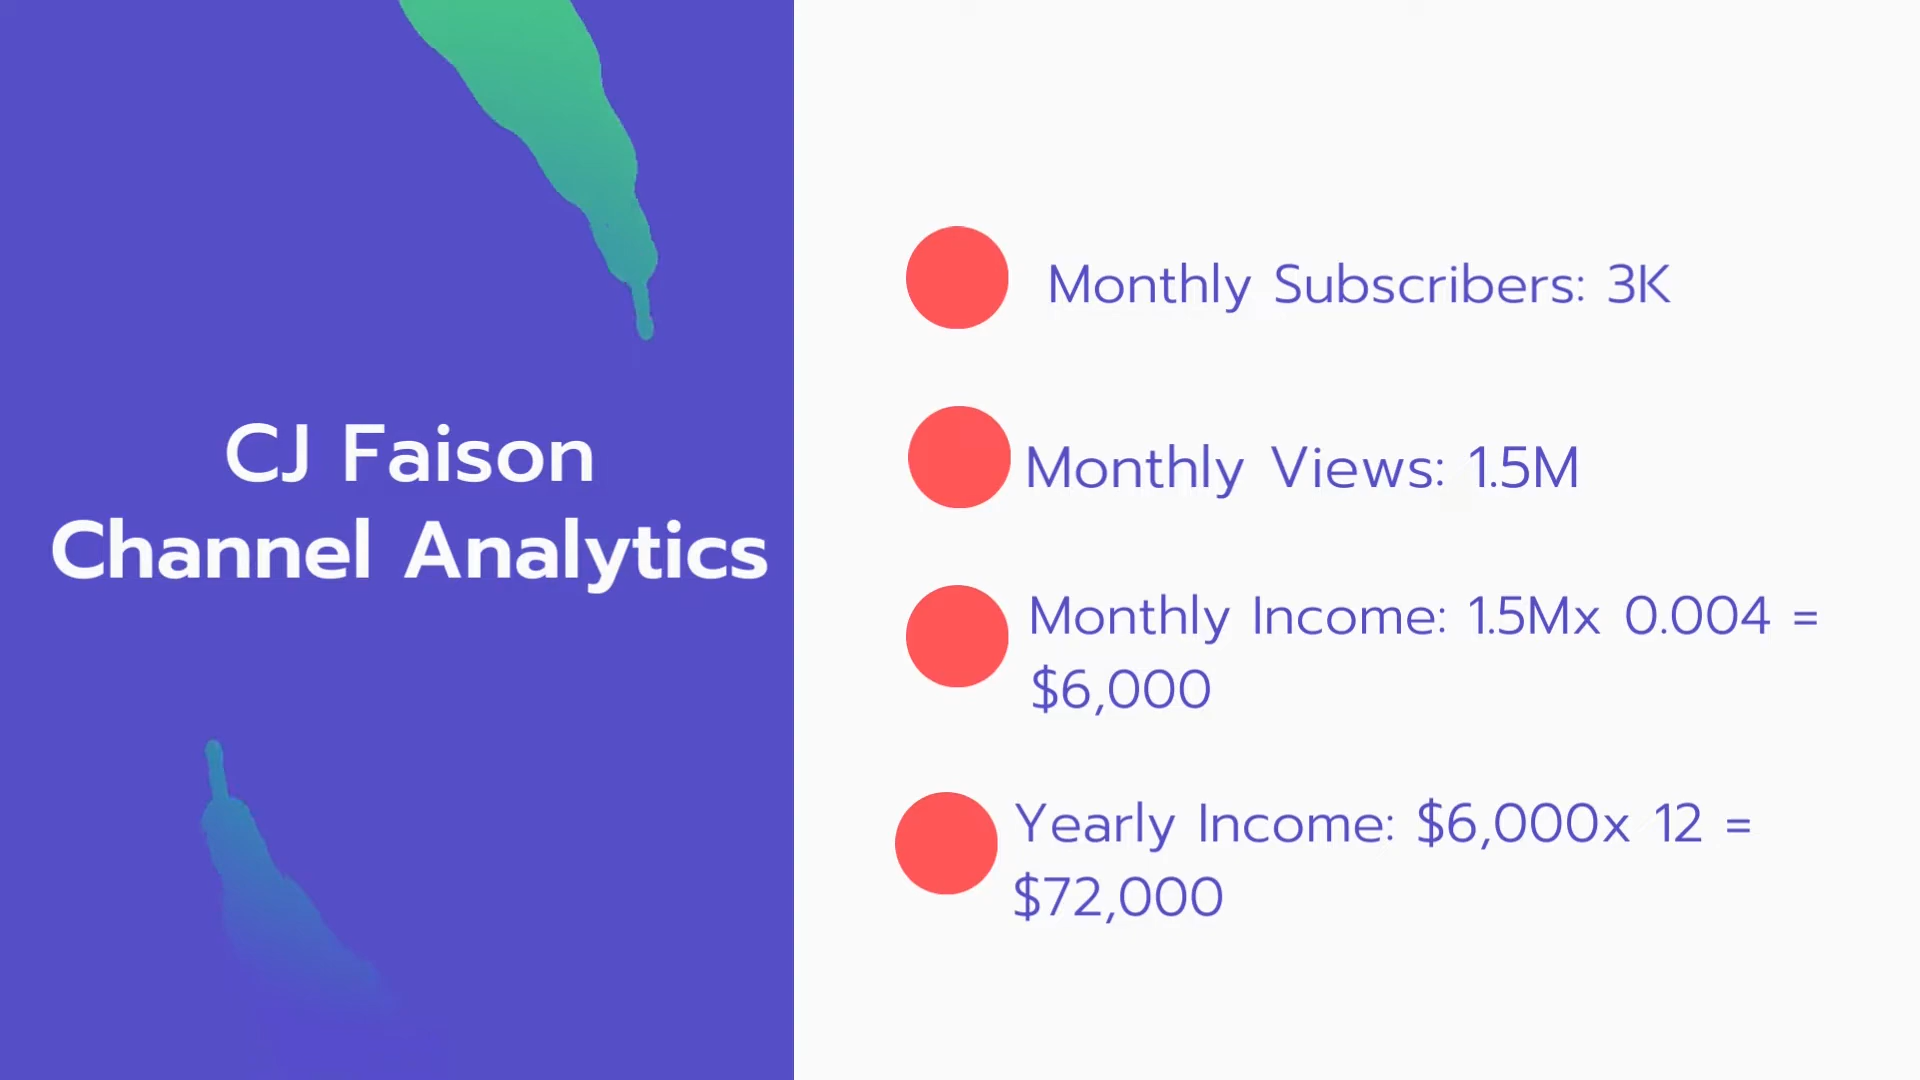 CJ Faison
Channel Analytics
Monthly Subscribers: 3K
Monthly Views: 1.5M
Monthly Income: 1.5Mx 0.004 =
$6,000
Yearly Income: $6,000x 12 =
$72,000